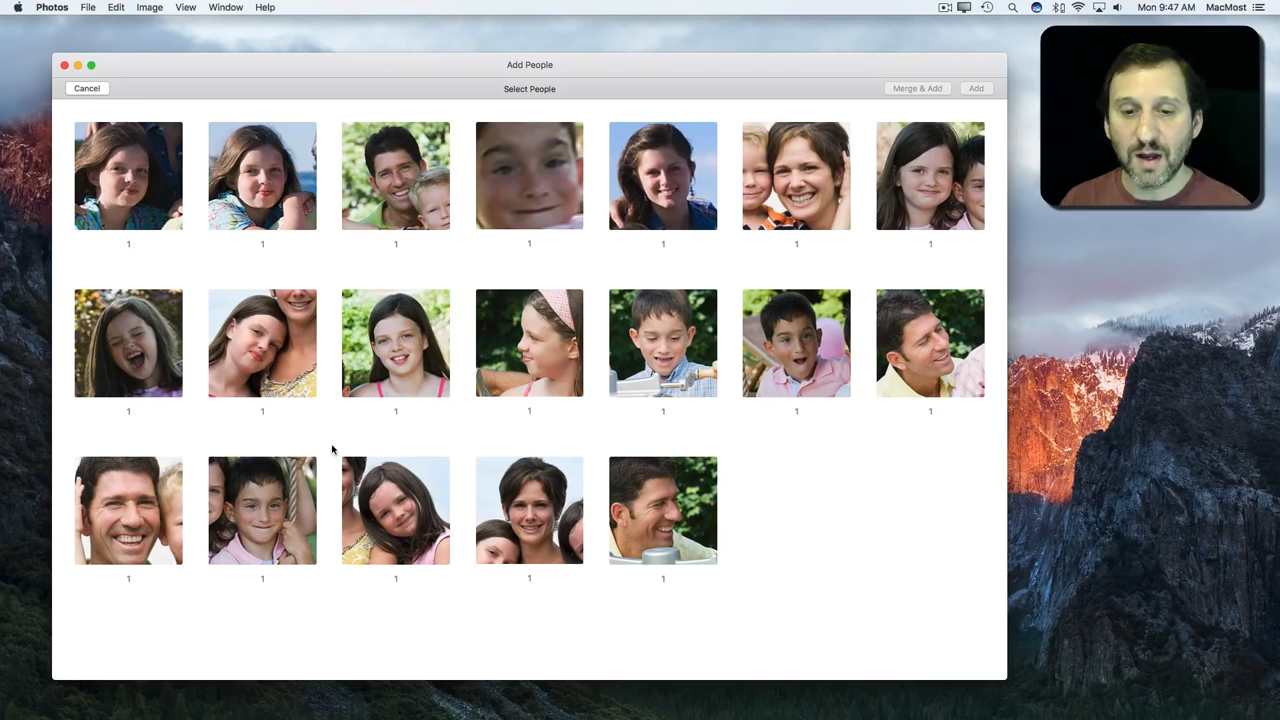 Photos File Edit Image View Window Help Mon 9:47 AM MacMost
Add People
Cancel Select People Merge & Add Add
1 1 1 1 1 1 1
1 1 1 1 1 1 1
1 1 1 1 1